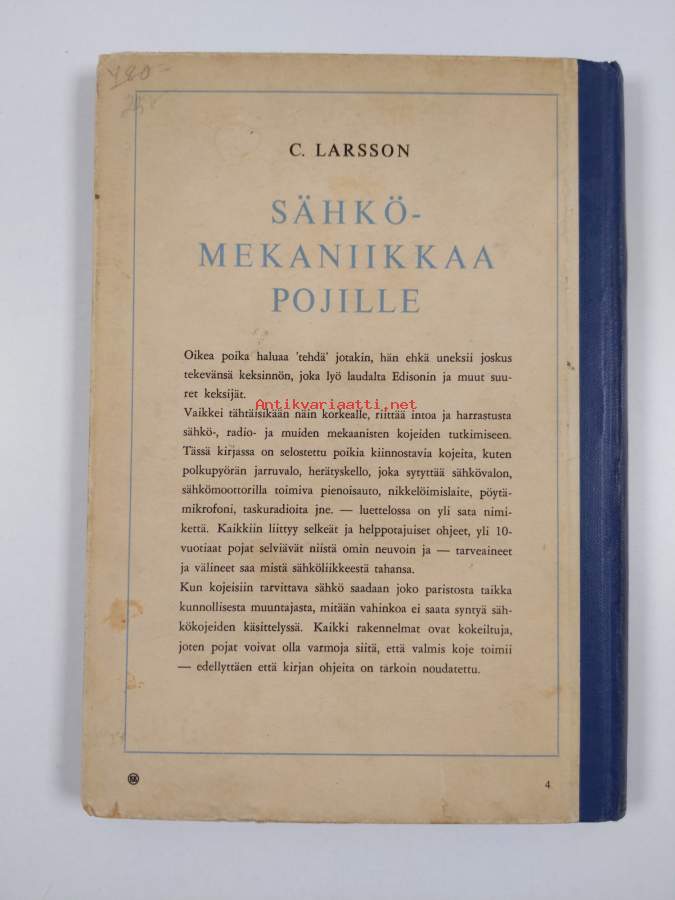 C. LARSSON
SÄHKÖ-
MEKANIIKKAA
POJILLE
Oikea poika haluaa 'tehdä' jotakin, hän ehkä uneksii joskus
tekevänsä keksinnön, joka lyö laudalta Edisonin ja muut suu-
ret keksijät.
Antikvariaatti.net
Vaikkei tähtäisikään näin korkealle, riittää intoa ja harrastusta
sähkö-, radio- ja muiden mekaanisten kojeiden tutkimiseen.
Tässä kirjassa on selostettu poikia kiinnostavia kojeita, kuten
polkupyörän jarruvalo, herätyskello, joka sytyttää sähkövalon,
sähkömoottorilla toimiva pienoisauto, nikkelöimislaite, pöytä-
mikrofoni, taskuradioita jne. — luettelossa on yli sata nimi-
kettä. Kaikkiin liittyy selkeät ja helppotajuiset ohjeet, yli 10-
vuotiaat pojat selviävät niistä omin neuvoin ja — tarveaineet
ja välineet saa mistä sähköliikkeestä tahansa.
Kun kojeisiin tarvittava sähkö saadaan joko paristosta taikka
kunnollisesta muuntajasta, mitään vahinkoa ei saata syntyä säh-
kökojeiden käsittelyssä. Kaikki rakennelmat ovat kokeiltuja,
joten pojat voivat olla varmoja siitä, että valmis koje toimii
— edellyttäen että kirjan ohjeita on tarkoin noudatettu.
4